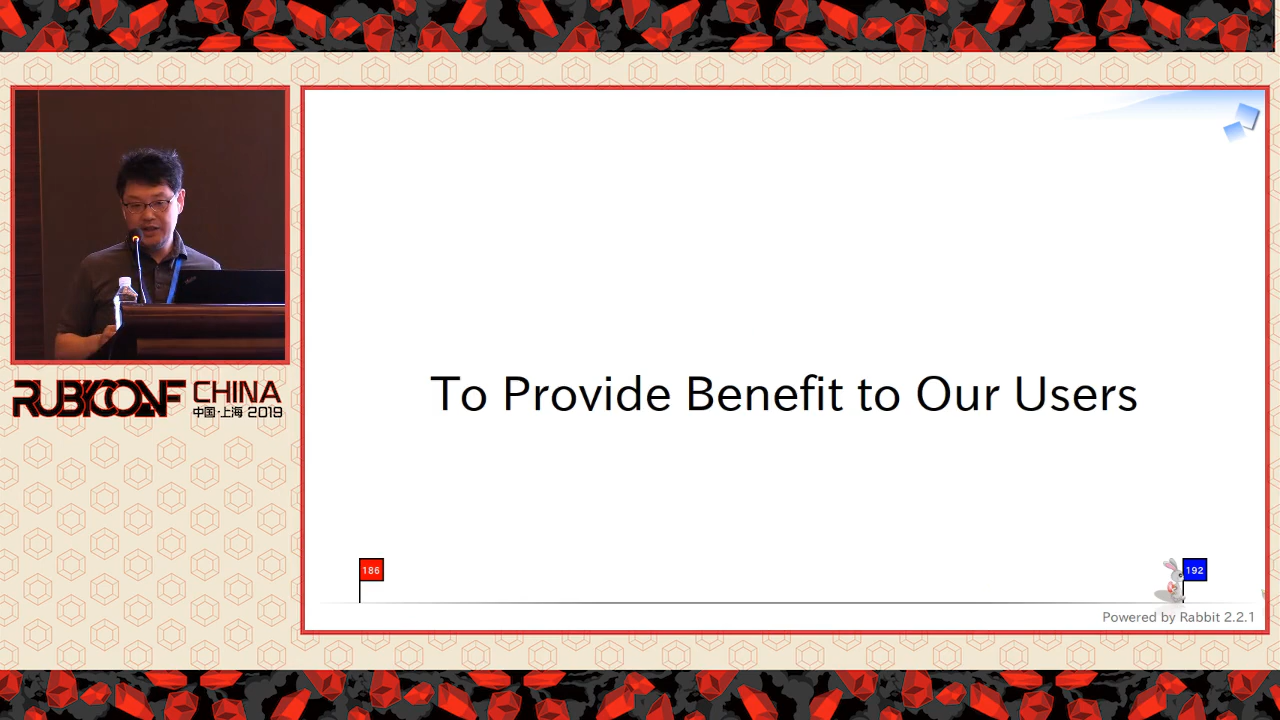 RUBYCONF CHINA
中国·上海 2019
To Provide Benefit to Our Users
186
192
Powered by Rabbit 2.2.1